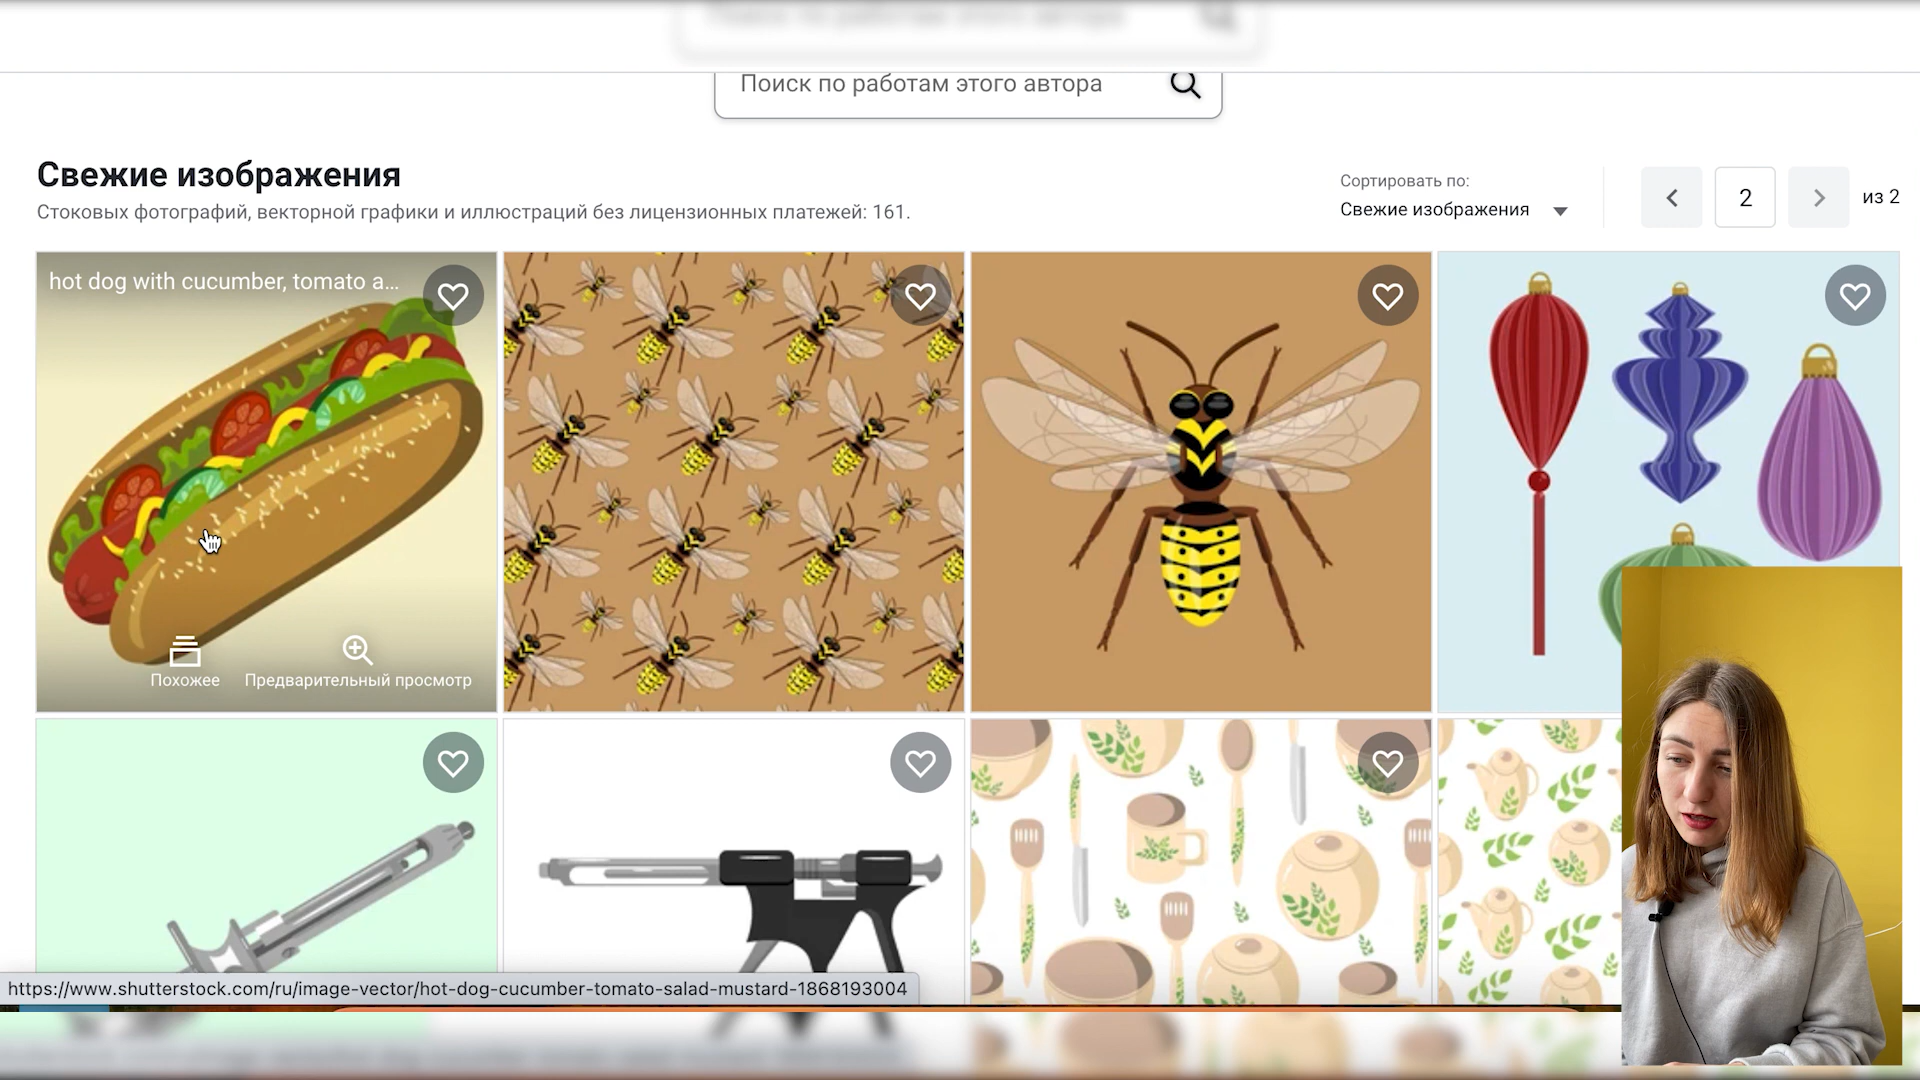 Поиск по работам этого автора
Свежие изображения
Стоковых фотографий, векторной графики и иллюстраций без лицензионных платежей: 161.
Сортировать по:
Свежие изображения
2
из 2
hot dog with cucumber, tomato a...
Похожее
Предварительный просмотр
https://www.shutterstock.com/ru/image-vector/hot-dog-cucumber-tomato-salad-mustard-1868193004